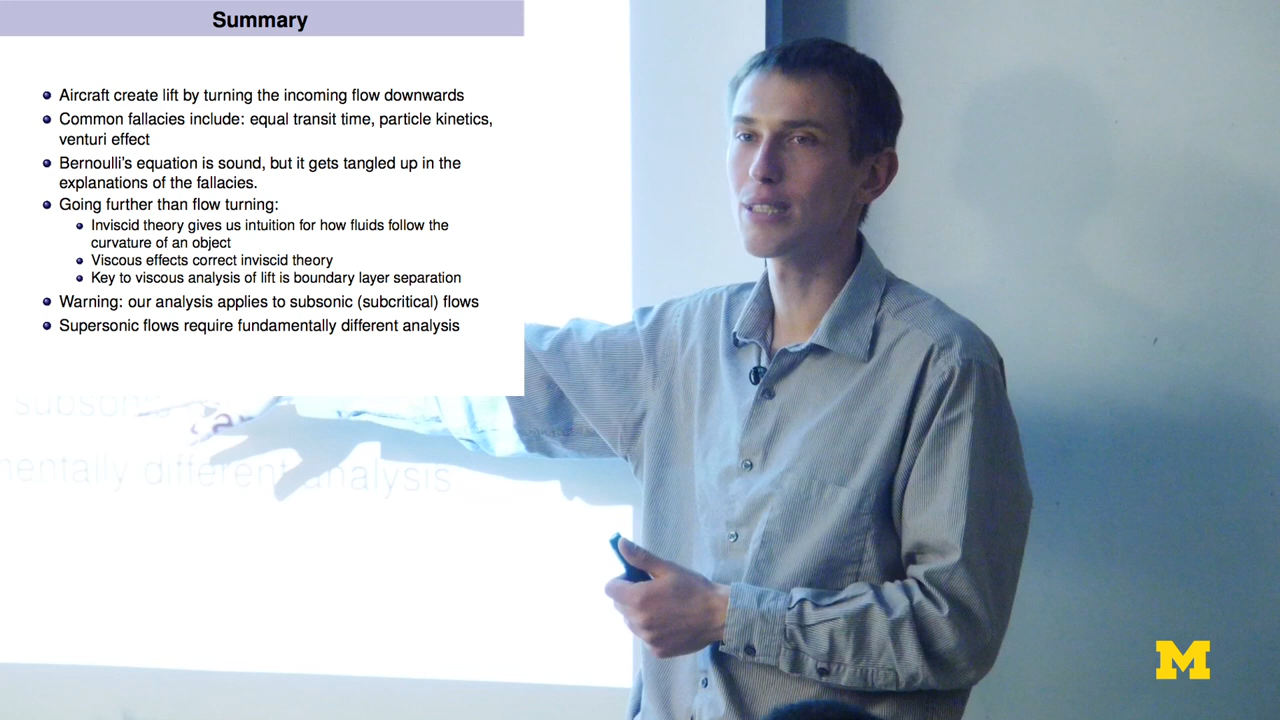 Summary
Aircraft create lift by turning the incoming flow downwards
Common fallacies include: equal transit time, particle kinetics,
venturi effect
Bernoulli's equation is sound, but it gets tangled up in the
explanations of the fallacies.
Going further than flow turning:
Inviscid theory gives us intuition for how fluids follow the
curvature of an object
Viscous effects correct inviscid theory
Key to viscous analysis of lift is boundary layer separation
Warning: our analysis applies to subsonic (subcritical) flows
Supersonic flows require fundamentally different analysis
mentally different analysis
M